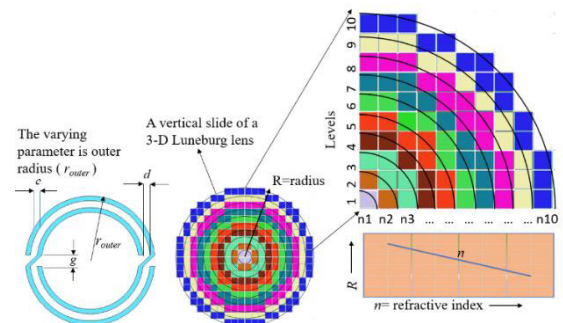 The varying
parameter is outer
radius ( r_outer )
c
d
r_outer
g
A vertical slide of a
3-D Luneburg lens
R=radius
Levels
1 2 3 4 5 6 7 8 9 10
n1 n2 n3 ... ... ... ... ... ... n10
R
n
n= refractive index